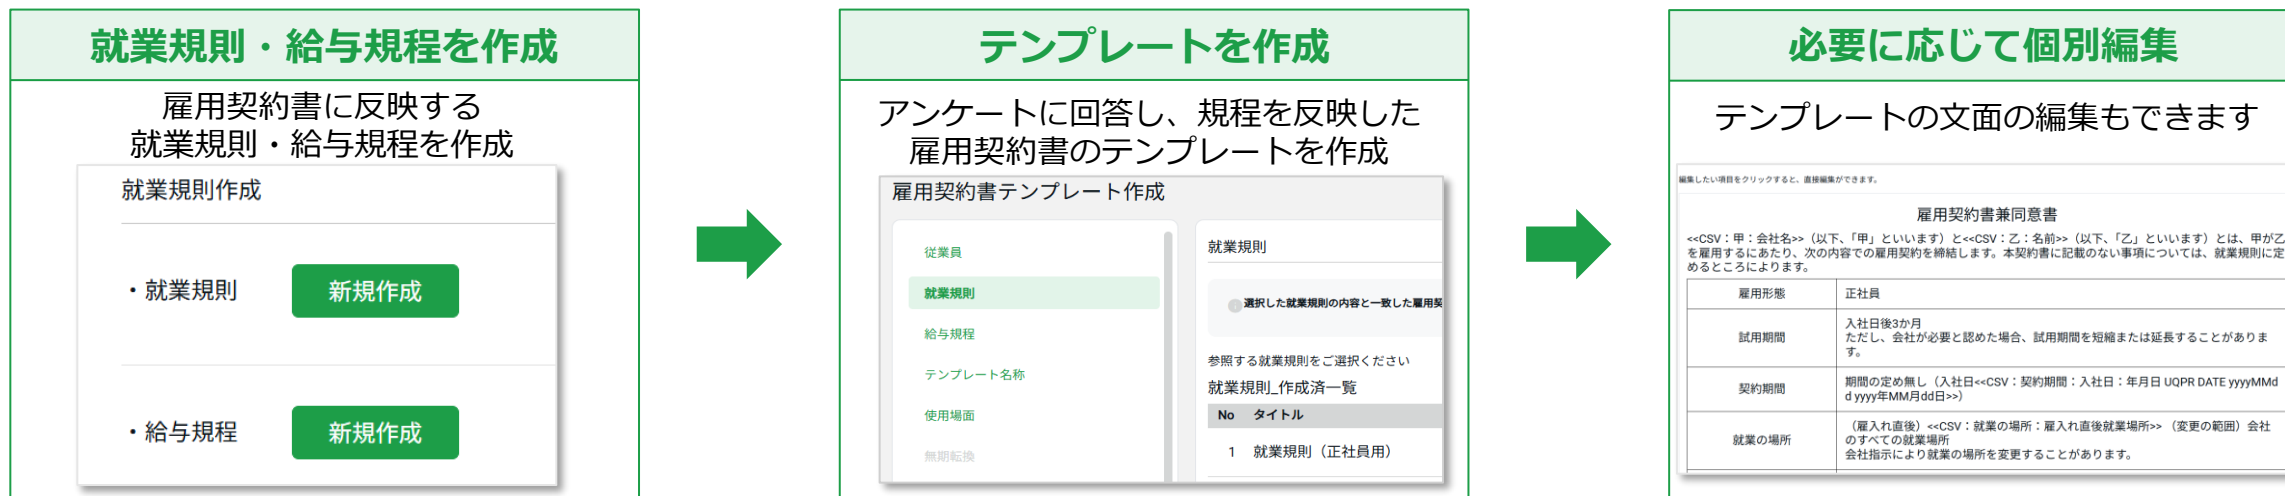 就業規則・給与規程を作成
雇用契約書に反映する
就業規則・給与規程を作成
就業規則作成
・就業規則
新規作成
・給与規程
新規作成
テンプレートを作成
アンケートに回答し、規程を反映した
雇用契約書のテンプレートを作成
雇用契約書テンプレート作成
従業員
就業規則
給与規程
テンプレート名称
使用場面
無期転換
就業規則
選択した就業規則の内容と一致した雇用契
参照する就業規則をご選択ください
就業規則_作成済一覧
No タイトル
1 就業規則（正社員用）
必要に応じて個別編集
テンプレートの文面の編集もできます
編集したい項目をクリックすると、直接編集ができます。
雇用契約書兼同意書
<<CSV：甲：会社名>>（以下、「甲」といいます）と<<CSV：乙：名前>>（以下、「乙」といいます）とは、甲が乙
を雇用するにあたり、次の内容での雇用契約を締結します。本契約書に記載のない事項については、就業規則に定
めるところによります。
雇用形態 正社員
試用期間 入社日後3か月
ただし、会社が必要と認めた場合、試用期間を短縮または延長することがありま
す。
契約期間 期間の定め無し（入社日<<CSV：契約期間：入社日：年月日 UQPR DATE yyyyMMd
d yyyy年MM月dd日>>）
就業の場所 （雇入れ直後）<<CSV：就業の場所：雇入れ直後就業場所>>（変更の範囲）会社
のすべての就業場所
会社指示により就業の場所を変更することがあります。